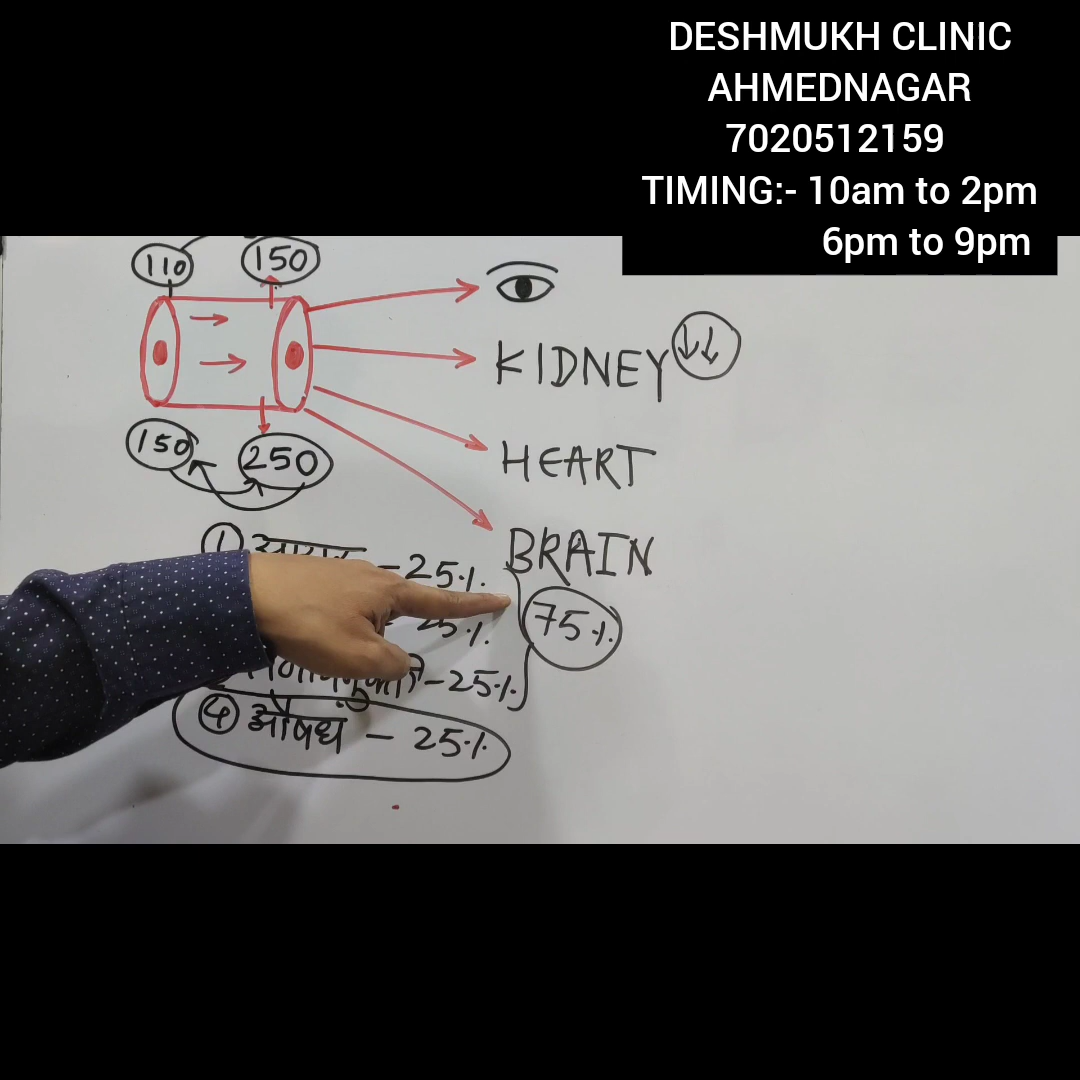 DESHMUKH CLINIC
AHMEDNAGAR
7020512159
TIMING:- 10am to 2pm
6pm to 9pm
110 150
KIDNEY
150 250
HEART
BRAIN
① - 25%
- 25% 75%
- 25%
④ औषध - 25%